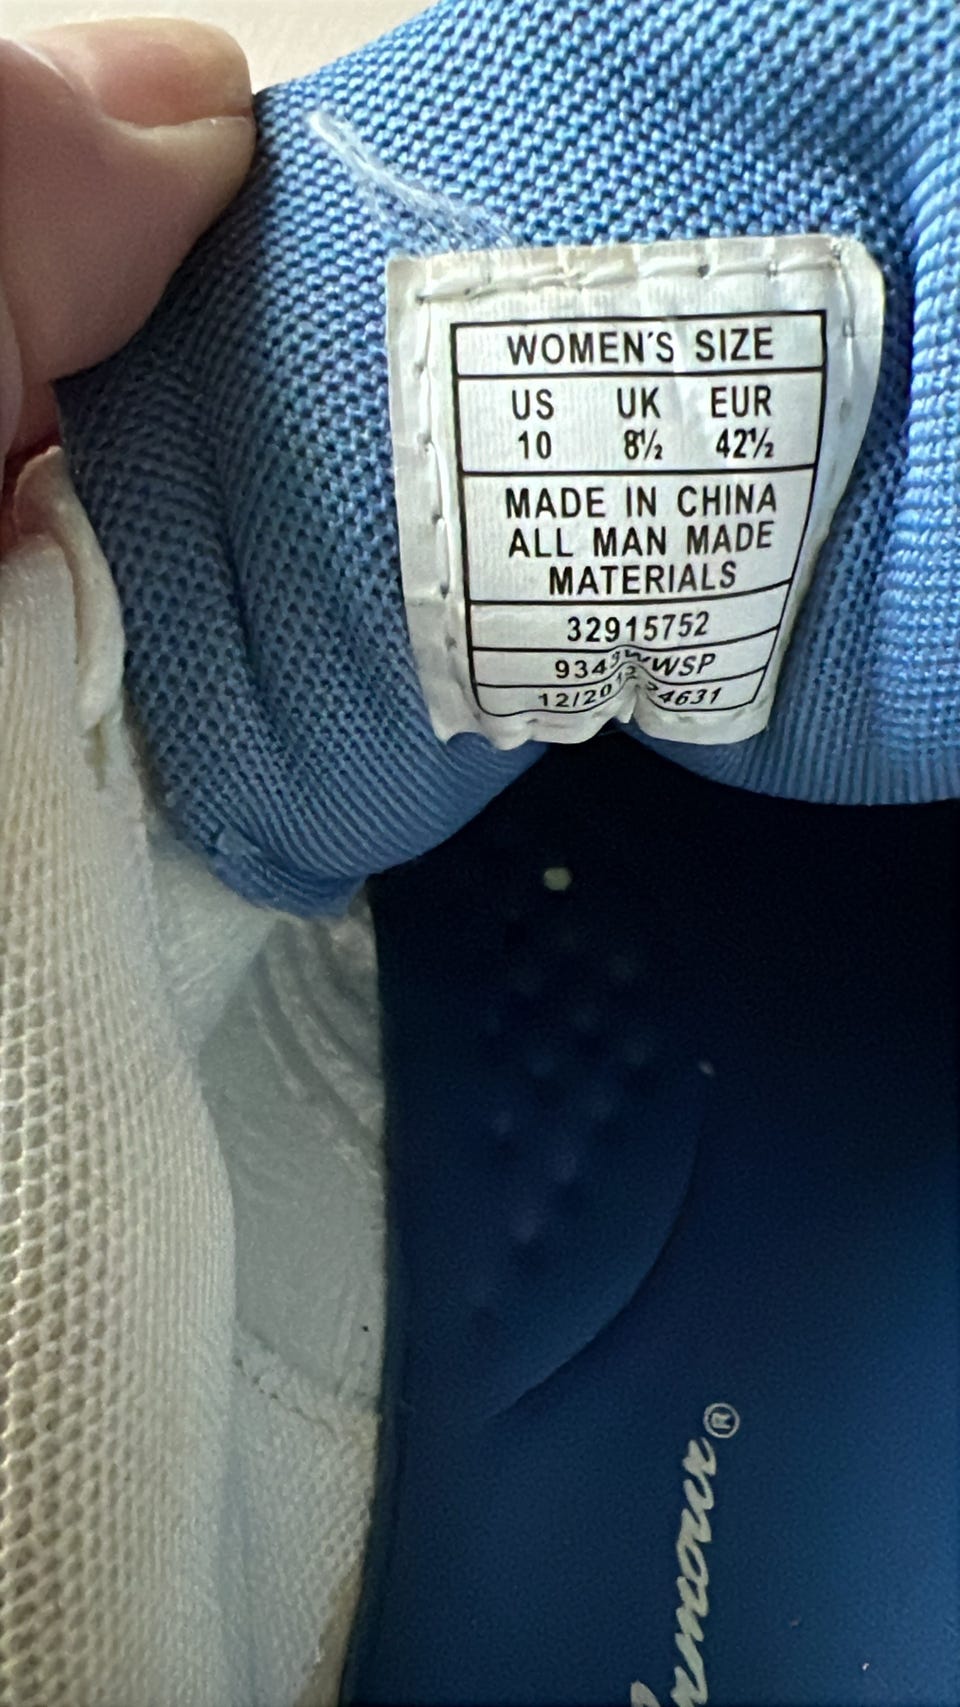 WOMEN'S SIZE
US UK EUR
10 8½ 42½
MADE IN CHINA
ALL MAN MADE
MATERIALS
32915752
®